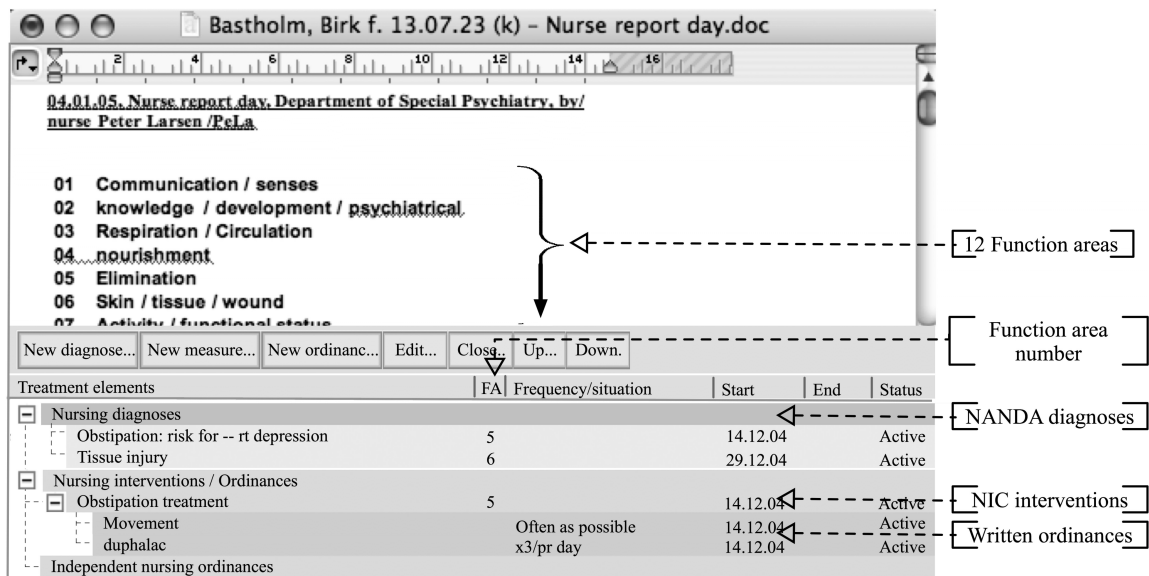 Bastholm, Birk f. 13.07.23 (k) – Nurse report day.doc
2 4 6 8 10 12 14 16
04.01.05. Nurse report day, Department of Special Psychiatry, by/
nurse Peter Larsen /PeLa
01 Communication / senses
02 knowledge / development / psychiatrical
03 Respiration / Circulation
04 nourishment
05 Elimination
06 Skin / tissue / wound
07 Activity / functional status
12 Function areas
Function area
number
New diagnose... New measure... New ordinanc... Edit... Close.. Up... Down.
Treatment elements FA Frequency/situation Start End Status
Nursing diagnoses
NANDA diagnoses
Obstipation: risk for -- rt depression 5 14.12.04 Active
Tissue injury 6 29.12.04 Active
Nursing interventions / Ordinances
Obstipation treatment 5 14.12.04 Active
NIC interventions
Movement Often as possible 14.12.04 Active
Written ordinances
duphalac x3/pr day 14.12.04 Active
Independent nursing ordinances